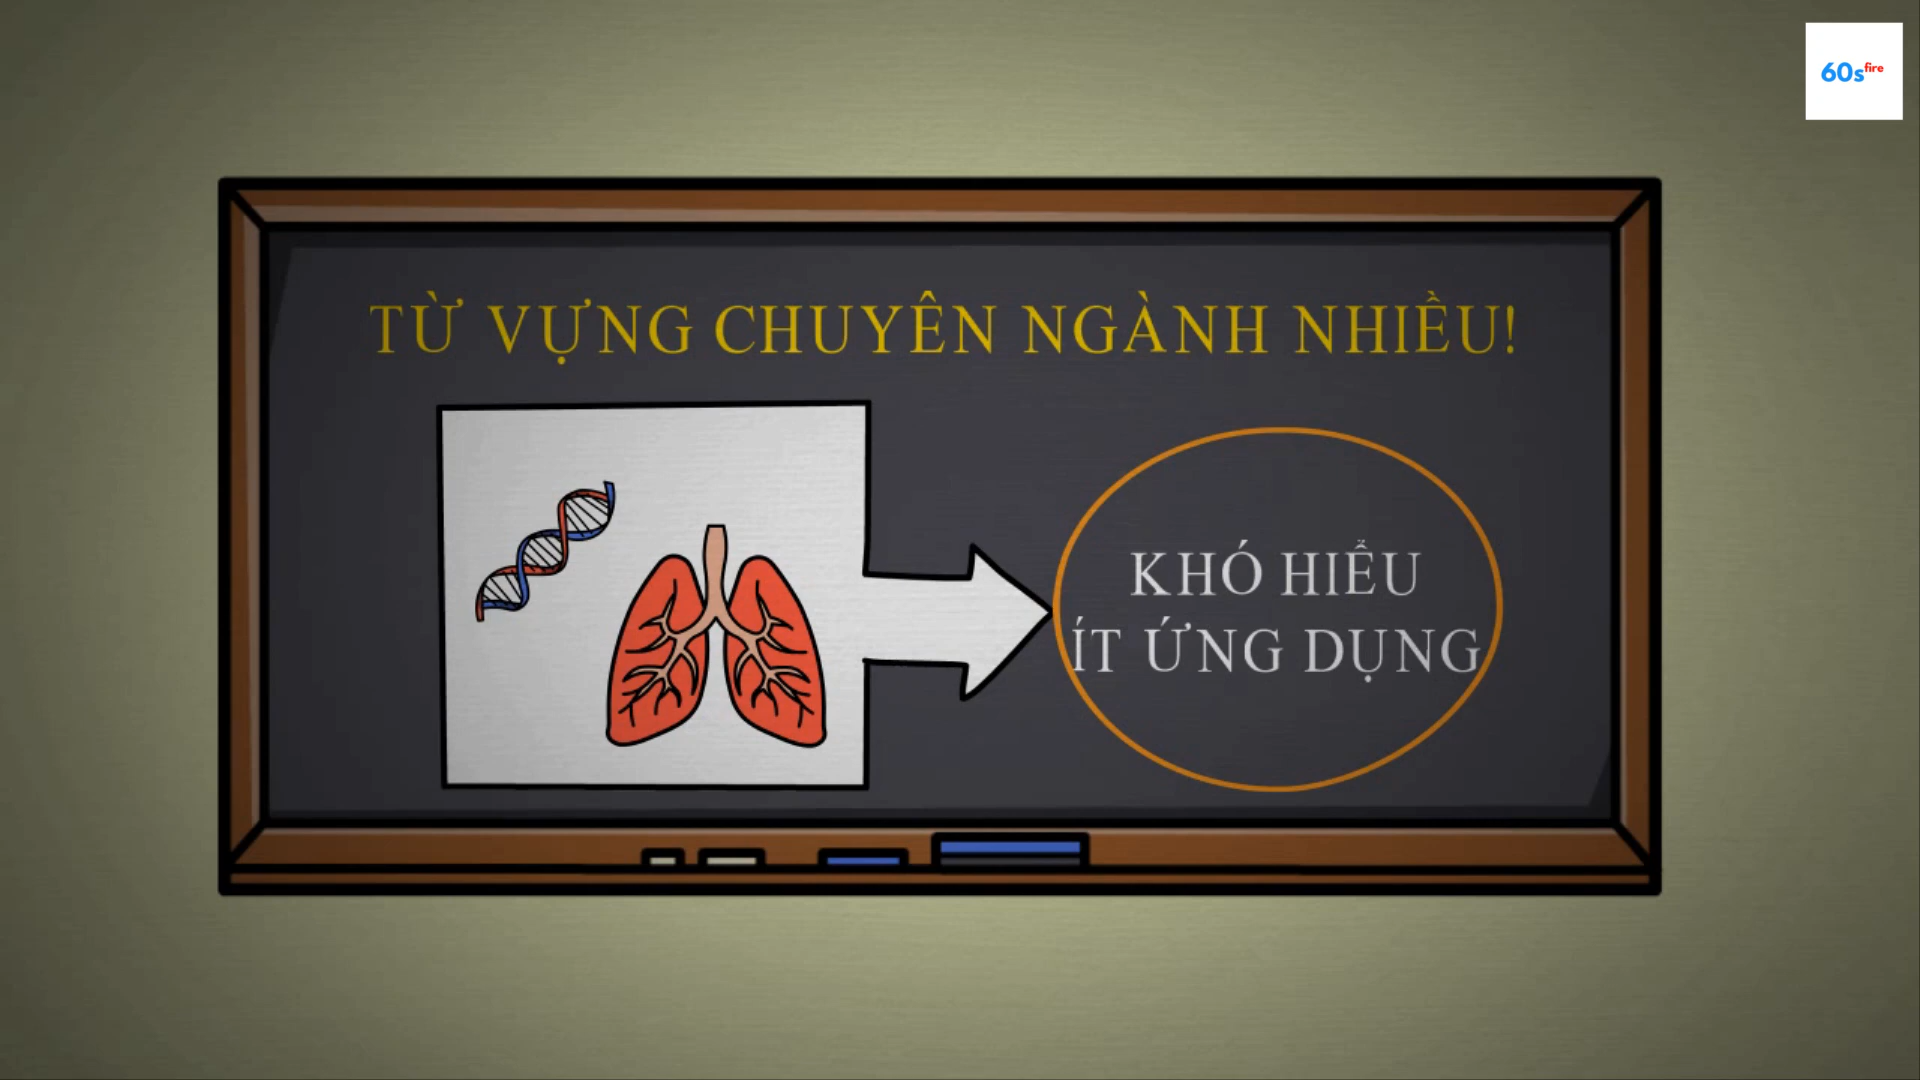 60sfire
TỪ VỰNG CHUYÊN NGÀNH NHIỀU!
KHÓ HIỂU
ÍT ỨNG DỤNG